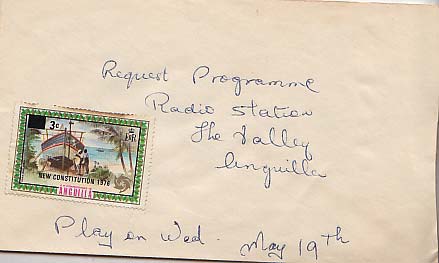 Request Programme
Radio Station
The Valley
Anguilla
3c
NEW CONSTITUTION 1976
ANGUILLA
Play on Wed. May 19th